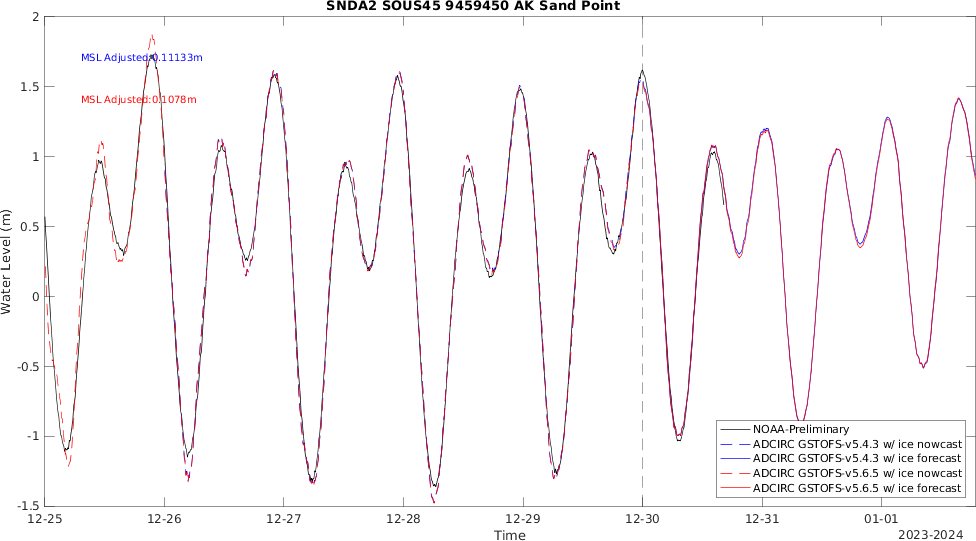 SNDA2 SOUS45 9459450 AK Sand Point
2
1.5
1
0.5
0
-0.5
-1
-1.5
Water Level (m)
MSL Adjusted:0.11133m
MSL Adjusted:0.1078m
NOAA-Preliminary
ADCIRC GSTOFS-v5.4.3 w/ ice nowcast
ADCIRC GSTOFS-v5.4.3 w/ ice forecast
ADCIRC GSTOFS-v5.6.5 w/ ice nowcast
ADCIRC GSTOFS-v5.6.5 w/ ice forecast
12-25 12-26 12-27 12-28 12-29 12-30 12-31 01-01
Time
2023-2024